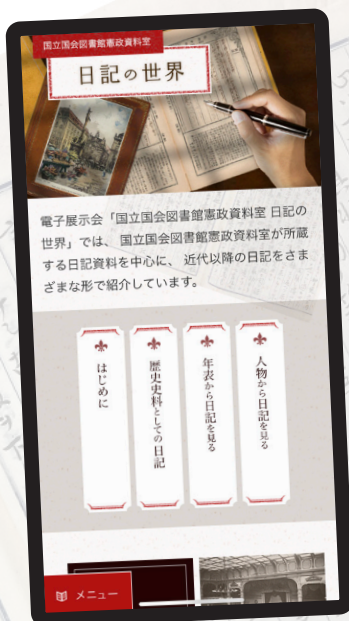 国立国会図書館憲政資料室
日記の世界
電子展示会「国立国会図書館憲政資料室 日記の
世界」では、国立国会図書館憲政資料室が所蔵
する日記資料を中心に、近代以降の日記をさま
ざまな形で紹介しています。
人物から日記を見る
年表から日記を見る
歴史史料としての日記
はじめに
メニュー